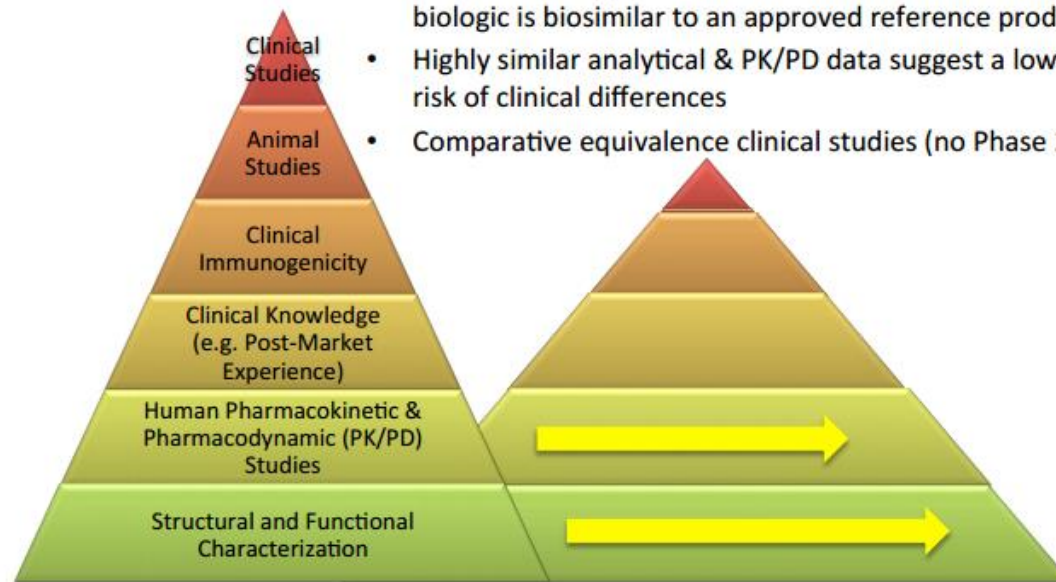 biologic is biosimilar to an approved reference prod
• Highly similar analytical & PK/PD data suggest a low
risk of clinical differences
• Comparative equivalence clinical studies (no Phase
Clinical
Studies
Animal
Studies
Clinical
Immunogenicity
Clinical Knowledge
(e.g. Post-Market
Experience)
Human Pharmacokinetic &
Pharmacodynamic (PK/PD)
Studies
Structural and Functional
Characterization